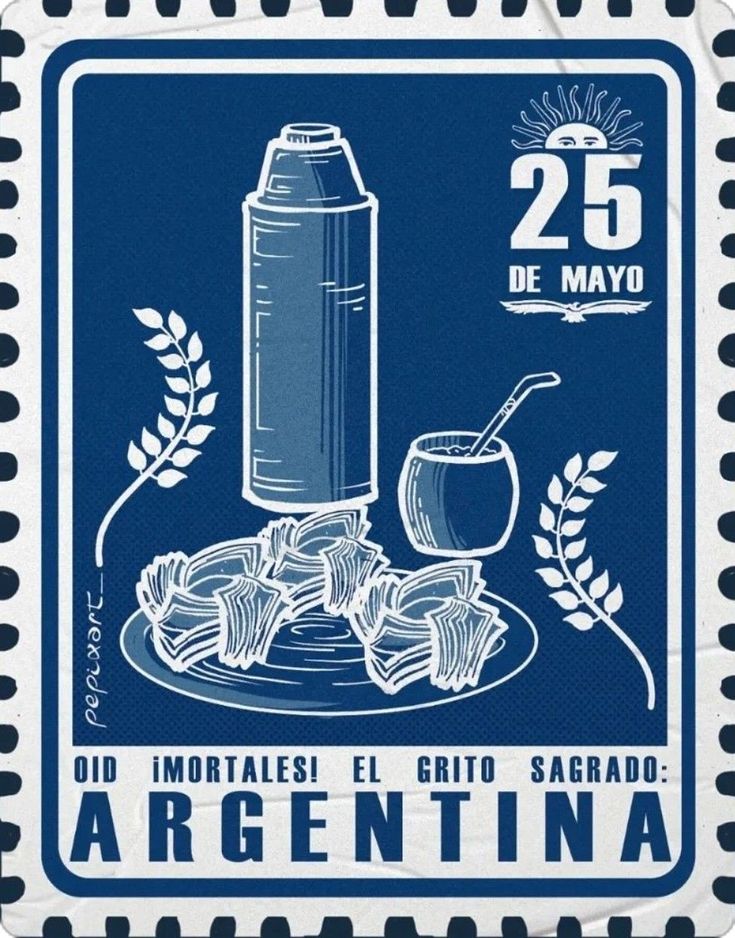 25
DE MAYO
pepixart_
OID ¡MORTALES! EL GRITO SAGRADO:
ARGENTINA